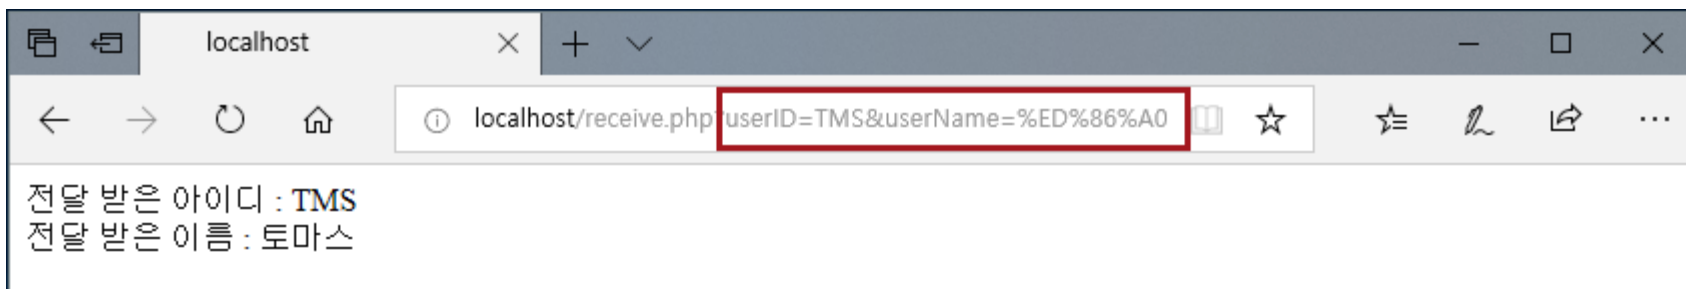 localhost
localhost/receive.php?userID=TMS&userName=%ED%86%A0
전달 받은 아이디 : TMS
전달 받은 이름 : 토마스